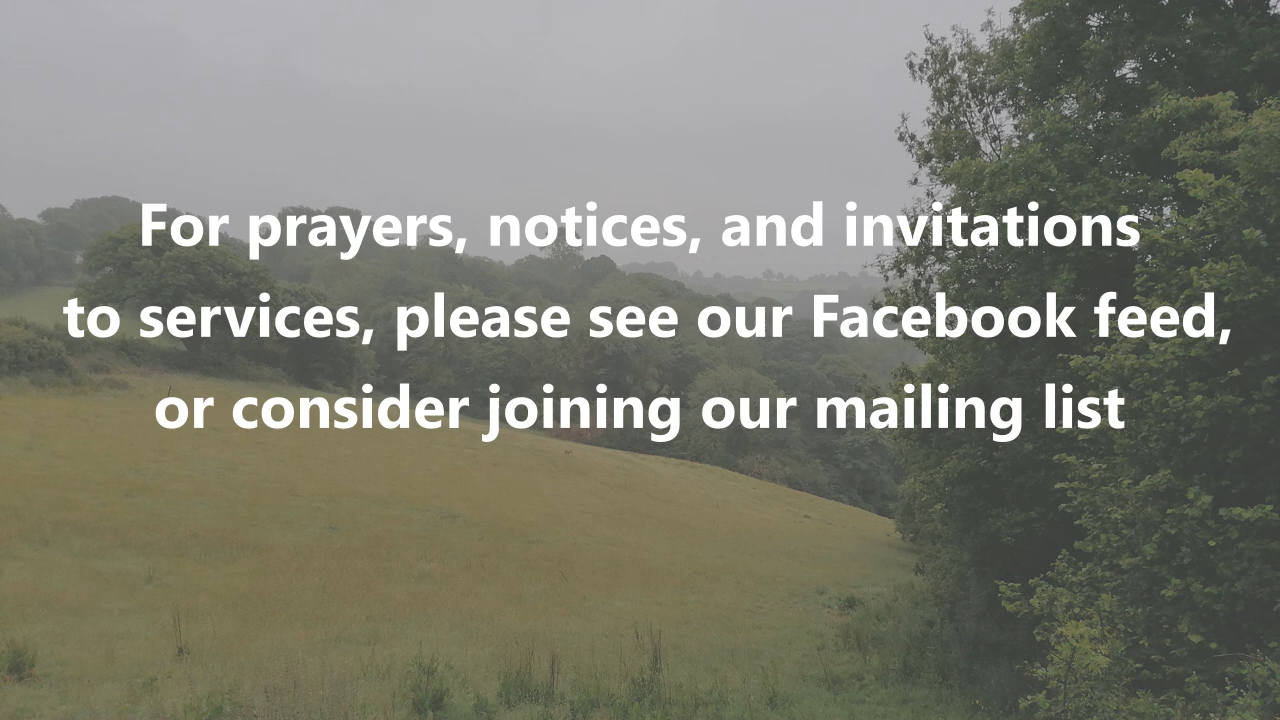 For prayers, notices, and invitations
to services, please see our Facebook feed,
or consider joining our mailing list